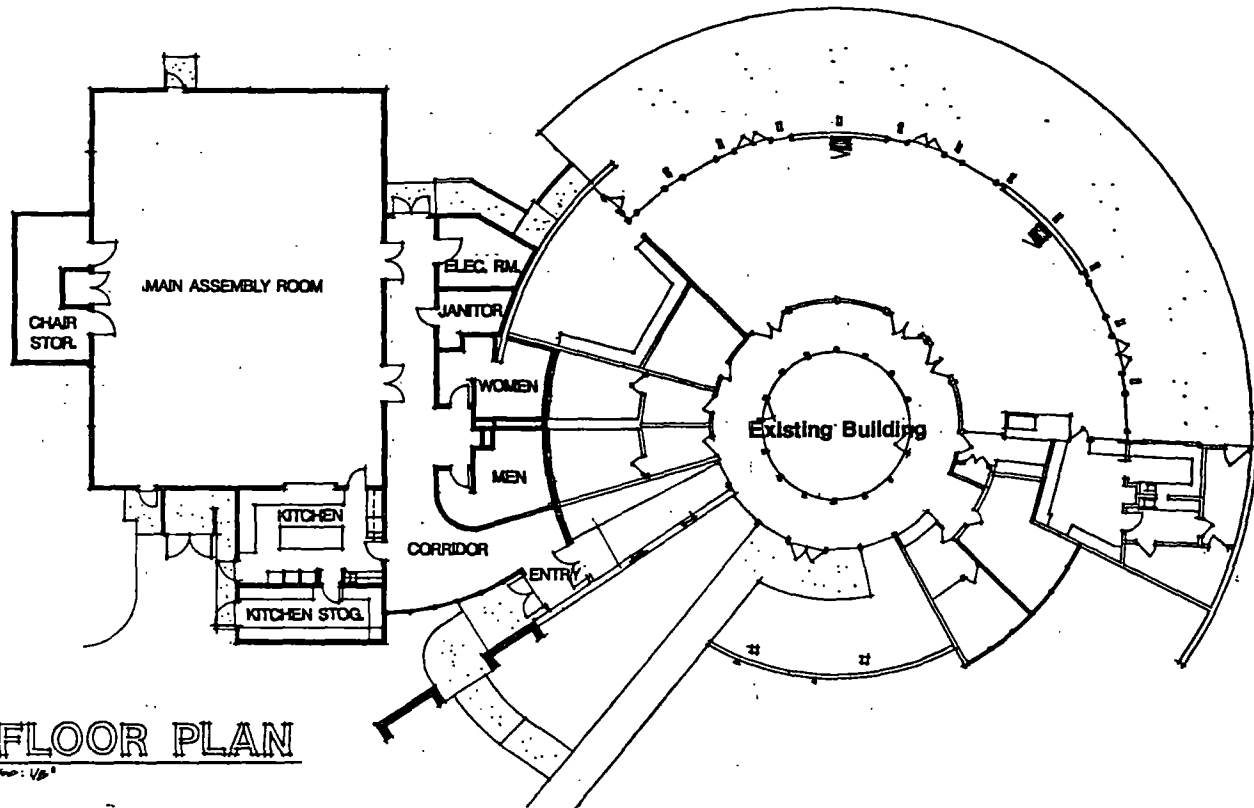 MAIN ASSEMBLY ROOM
CHAIR
STOR.
ELEC. RM.
JANITOR
WOMEN
MEN
Existing Building
KITCHEN
CORRIDOR
ENTRY
KITCHEN STOG.
FLOOR PLAN